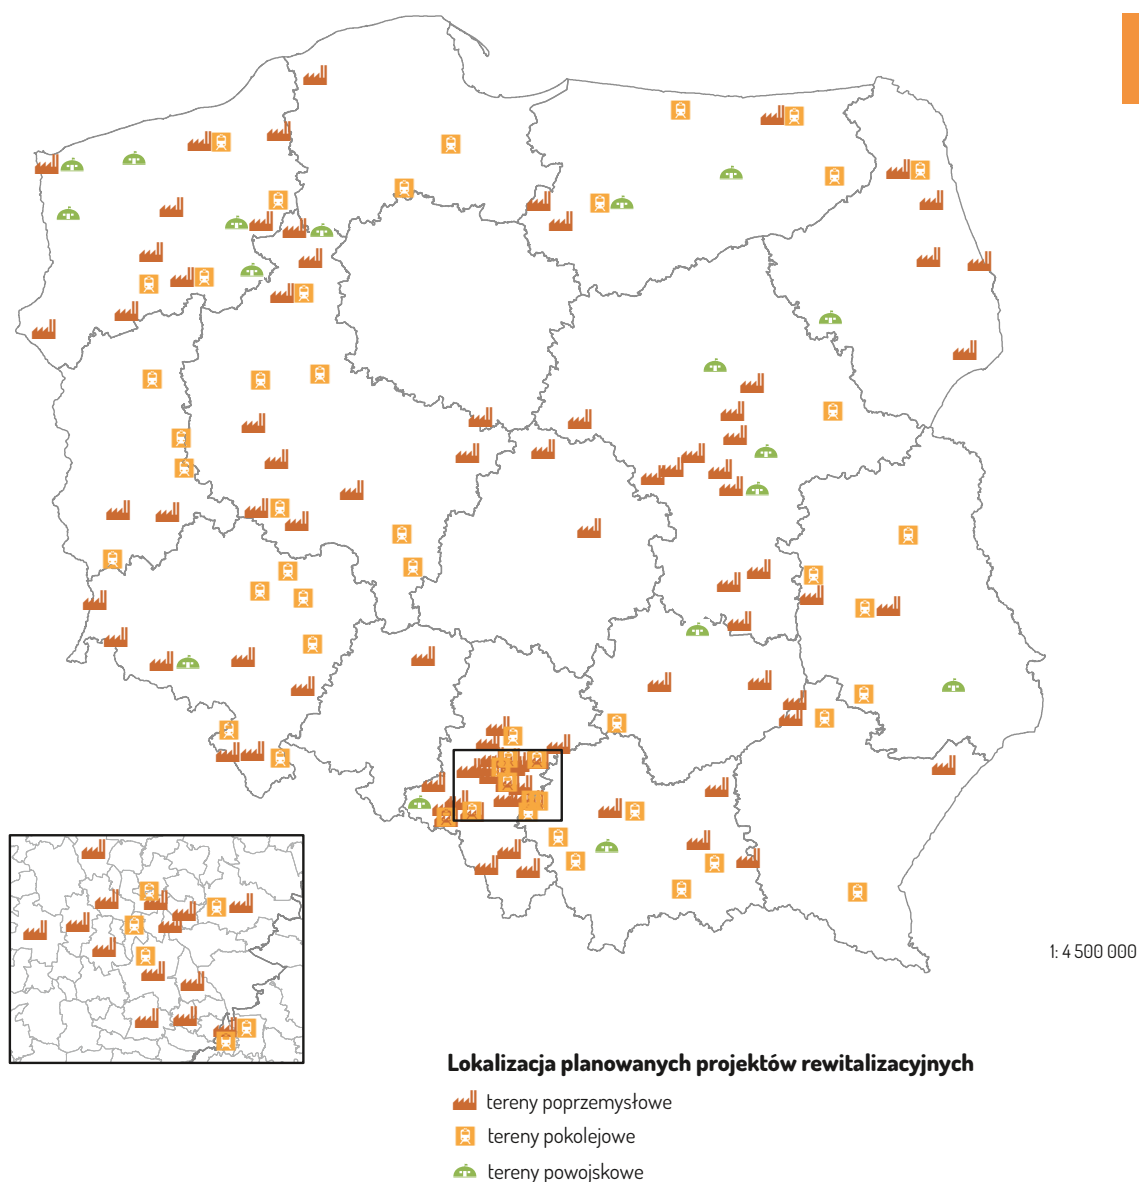 1: 4 500 000
Lokalizacja planowanych projektów rewitalizacyjnych
tereny poprzemysłowe
tereny pokolejowe
tereny powojskowe